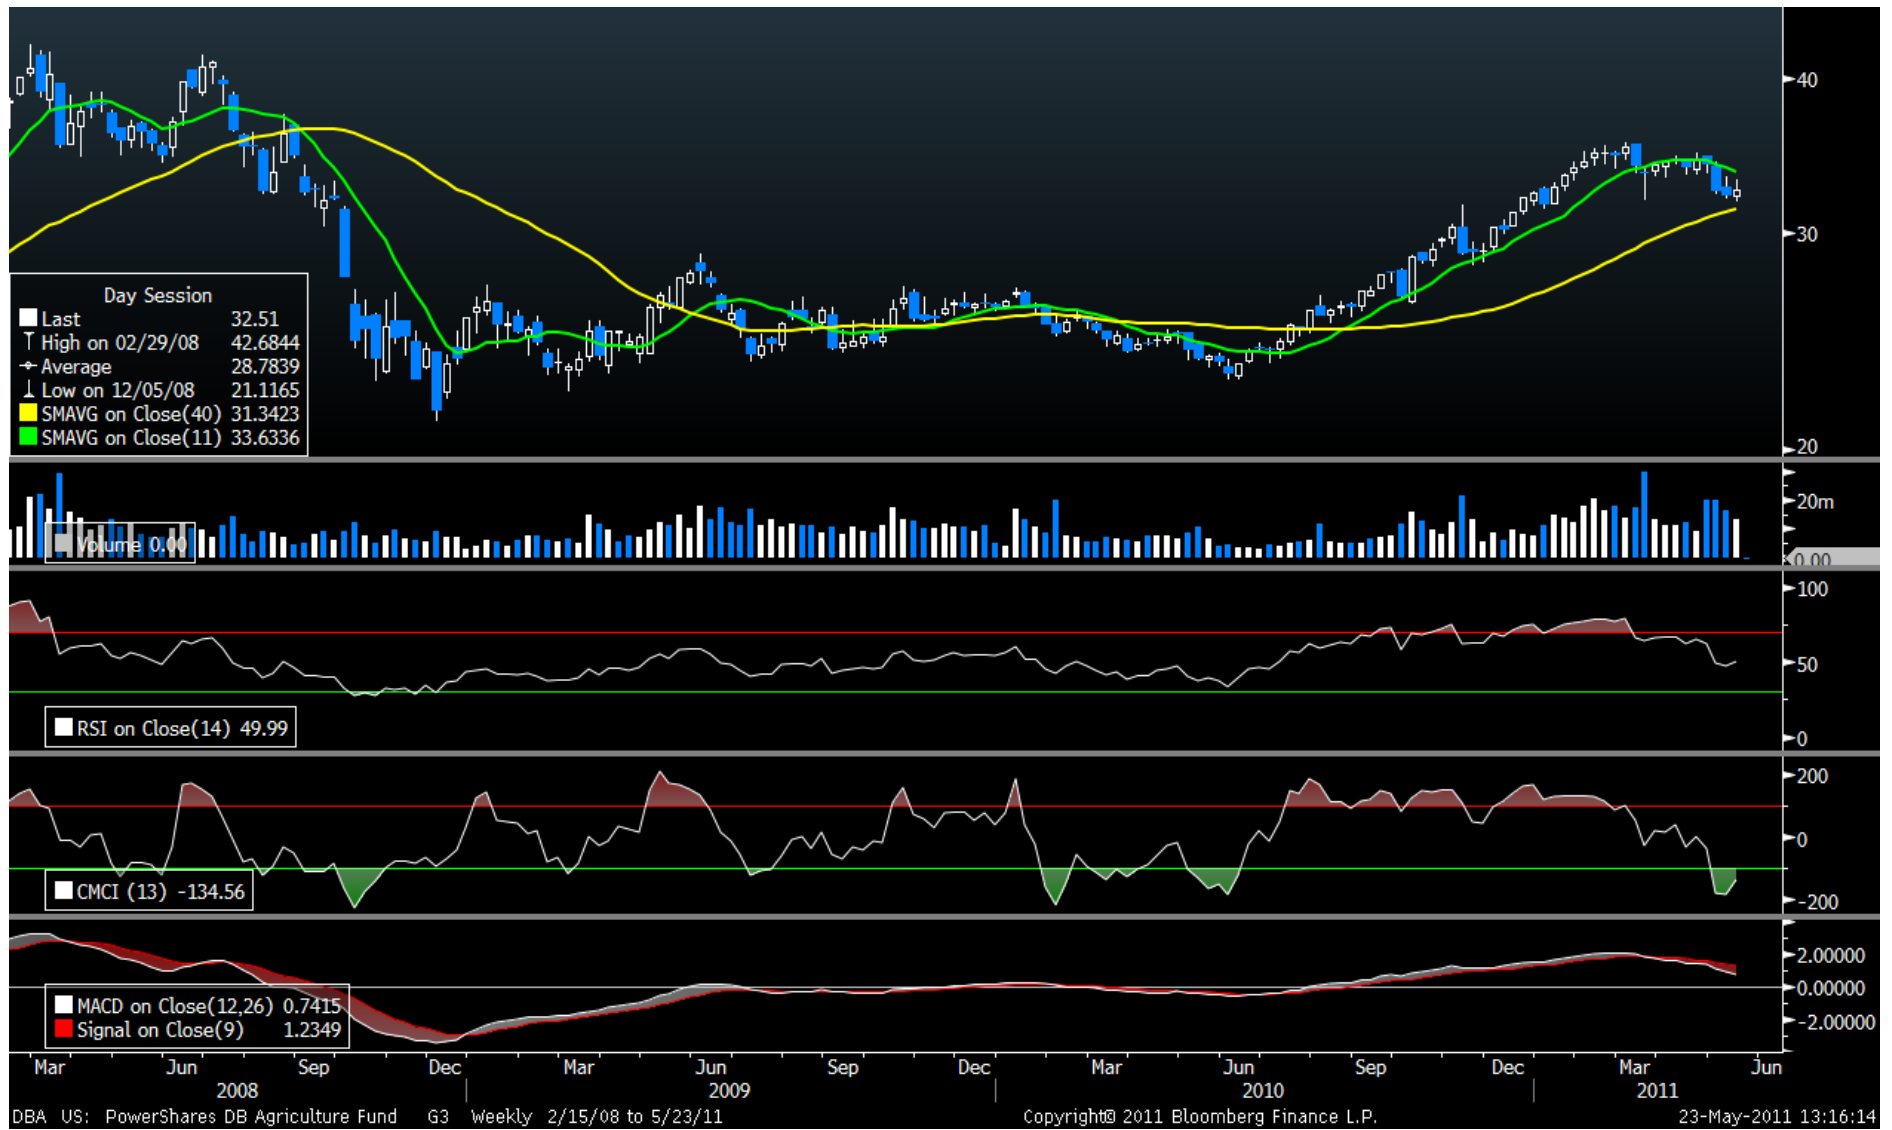 40
30
20
Day Session
Last 32.51
High on 02/29/08 42.6844
Average 28.7839
Low on 12/05/08 21.1165
SMAVG on Close(40) 31.3423
SMAVG on Close(11) 33.6336
20m
Volume 0.00
0.00
100
50
0
RSI on Close(14) 49.99
200
0
-200
CMCI (13) -134.56
2.00000
0.00000
-2.00000
MACD on Close(12,26) 0.7415
Signal on Close(9) 1.2349
Mar Jun Sep Dec Mar Jun Sep Dec Mar Jun Sep Dec Mar Jun
2008 2009 2010 2011
DBA US: PowerShares DB Agriculture Fund G3 Weekly 2/15/08 to 5/23/11 Copyright© 2011 Bloomberg Finance L.P. 23-May-2011 13:16:14